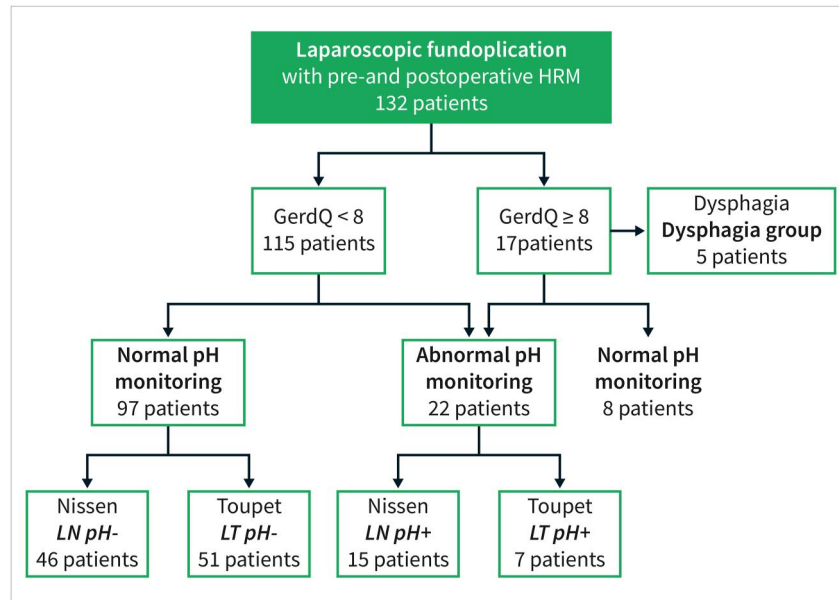 Laparoscopic fundoplication
with pre-and postoperative HRM
132 patients
GerdQ < 8
115 patients
GerdQ ≥ 8
17patients
Dysphagia
Dysphagia group
5 patients
Normal pH
monitoring
97 patients
Abnormal pH
monitoring
22 patients
Normal pH
monitoring
8 patients
Nissen
LN pH-
46 patients
Toupet
LT pH-
51 patients
Nissen
LN pH+
15 patients
Toupet
LT pH+
7 patients